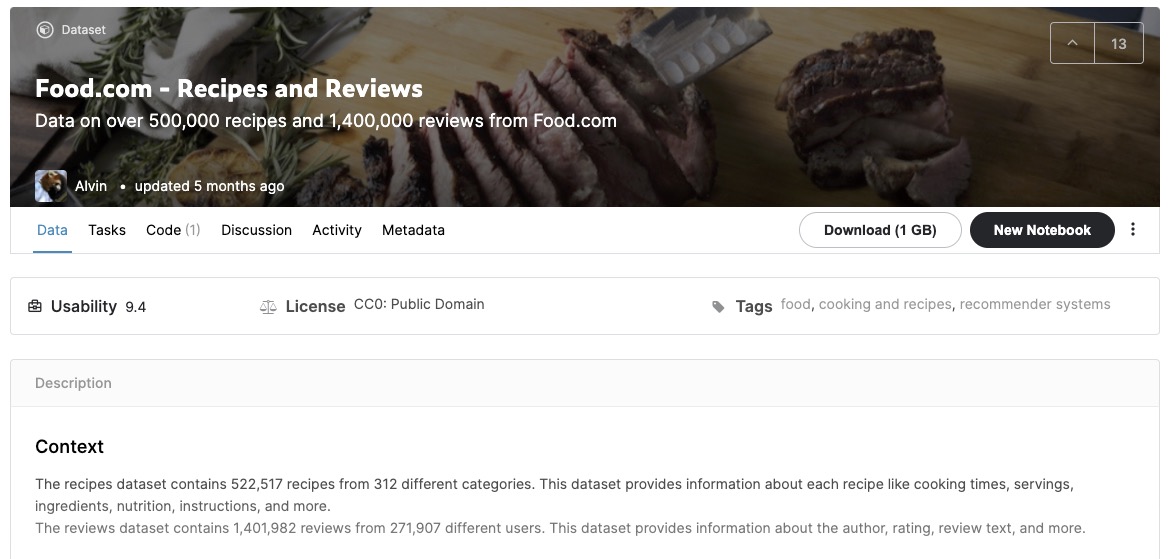 Dataset
13
Food.com - Recipes and Reviews
Data on over 500,000 recipes and 1,400,000 reviews from Food.com
Alvin • updated 5 months ago
Data Tasks Code (1) Discussion Activity Metadata Download (1 GB) New Notebook
Usability 9.4 License CC0: Public Domain Tags food, cooking and recipes, recommender systems
Description
Context
The recipes dataset contains 522,517 recipes from 312 different categories. This dataset provides information about each recipe like cooking times, servings,
ingredients, nutrition, instructions, and more.
The reviews dataset contains 1,401,982 reviews from 271,907 different users. This dataset provides information about the author, rating, review text, and more.